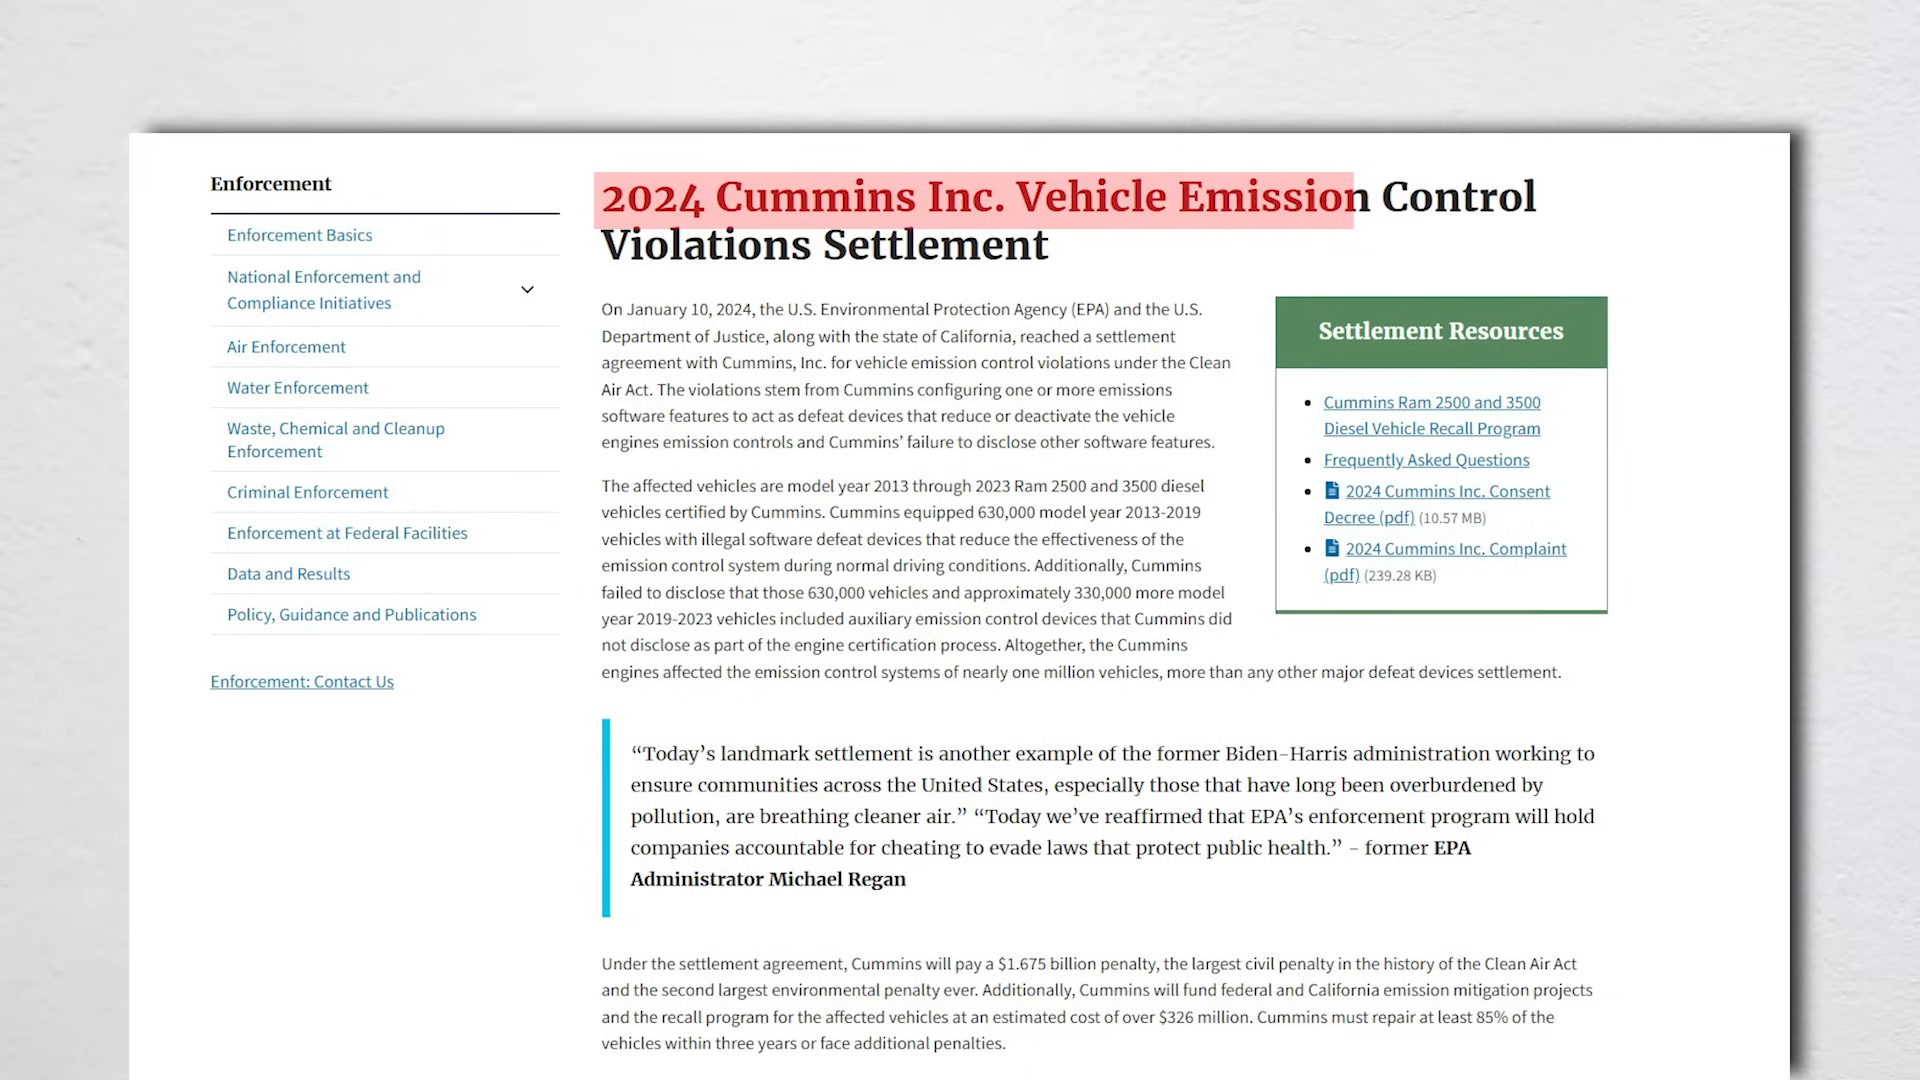 Enforcement
Enforcement Basics
National Enforcement and
Compliance Initiatives
Air Enforcement
Water Enforcement
Waste, Chemical and Cleanup
Enforcement
Criminal Enforcement
Enforcement at Federal Facilities
Data and Results
Policy, Guidance and Publications
Enforcement: Contact Us
2024 Cummins Inc. Vehicle Emission Control
Violations Settlement
On January 10, 2024, the U.S. Environmental Protection Agency (EPA) and the U.S.
Department of Justice, along with the state of California, reached a settlement
agreement with Cummins, Inc. for vehicle emission control violations under the Clean
Air Act. The violations stem from Cummins configuring one or more emissions
software features to act as defeat devices that reduce or deactivate the vehicle
engines emission controls and Cummins’ failure to disclose other software features.
The affected vehicles are model year 2013 through 2023 Ram 2500 and 3500 diesel
vehicles certified by Cummins. Cummins equipped 630,000 model year 2013-2019
vehicles with illegal software defeat devices that reduce the effectiveness of the
emission control system during normal driving conditions. Additionally, Cummins
failed to disclose that those 630,000 vehicles and approximately 330,000 more model
year 2019-2023 vehicles included auxiliary emission control devices that Cummins did
not disclose as part of the engine certification process. Altogether, the Cummins
engines affected the emission control systems of nearly one million vehicles, more than any other major defeat devices settlement.
Settlement Resources
Cummins Ram 2500 and 3500
Diesel Vehicle Recall Program
Frequently Asked Questions
2024 Cummins Inc. Consent
Decree (pdf) (10.57 MB)
2024 Cummins Inc. Complaint
(pdf) (239.28 KB)
“Today’s landmark settlement is another example of the former Biden-Harris administration working to
ensure communities across the United States, especially those that have long been overburdened by
pollution, are breathing cleaner air.” “Today we’ve reaffirmed that EPA’s enforcement program will hold
companies accountable for cheating to evade laws that protect public health.” – former EPA
Administrator Michael Regan
Under the settlement agreement, Cummins will pay a $1.675 billion penalty, the largest civil penalty in the history of the Clean Air Act
and the second largest environmental penalty ever. Additionally, Cummins will fund federal and California emission mitigation projects
and the recall program for the affected vehicles at an estimated cost of over $326 million. Cummins must repair at least 85% of the
vehicles within three years or face additional penalties.